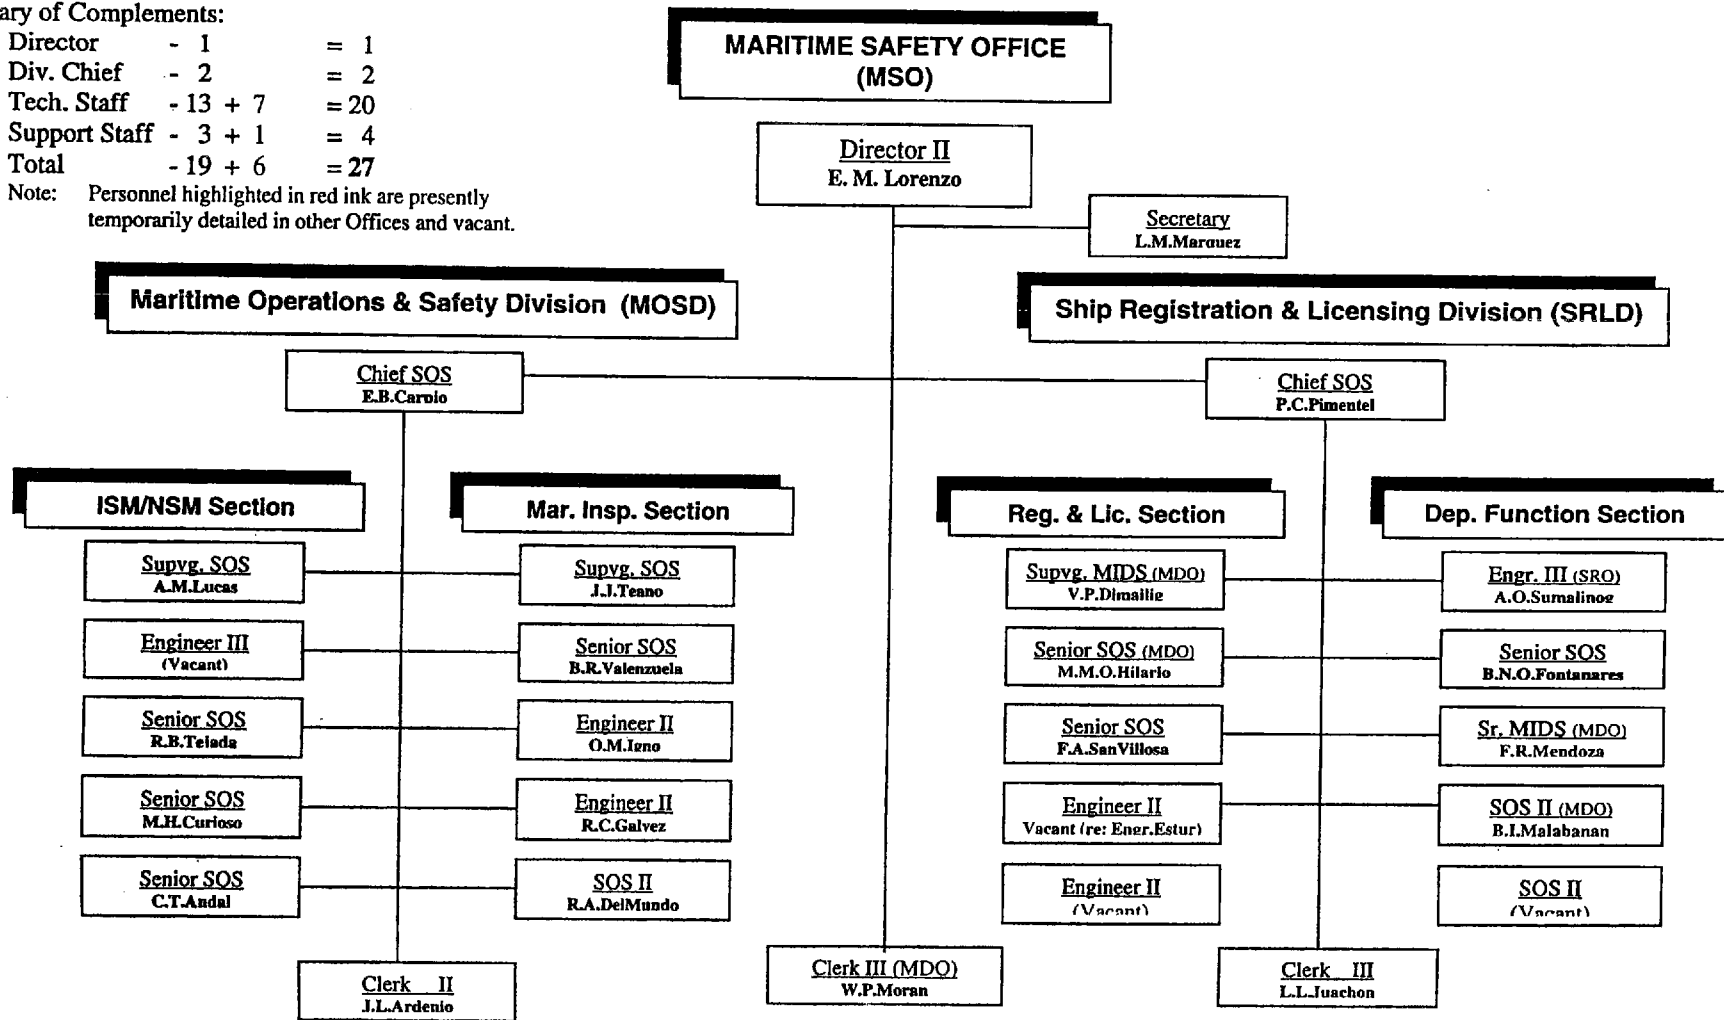 ary of Complements:
Director - 1 = 1
Div. Chief - 2 = 2
Tech. Staff - 13 + 7 = 20
Support Staff - 3 + 1 = 4
Total - 19 + 6 = 27
Note: Personnel highlighted in red ink are presently
temporarily detailed in other Offices and vacant.
MARITIME SAFETY OFFICE
(MSO)
Director II
E. M. Lorenzo
Secretary
L.M.Marquez
Maritime Operations & Safety Division (MOSD)
Ship Registration & Licensing Division (SRLD)
Chief SOS
E.B.Carpio
Chief SOS
P.C.Pimentel
ISM/NSM Section
Mar. Insp. Section
Reg. & Lic. Section
Dep. Function Section
Supvg. SOS
A.M.Lucas
Supvg. SOS
J.J.Teano
Supvg. MIDS (MDO)
V.P.Dimailig
Engr. III (SRO)
A.O.Sumalinog
Engineer III
(Vacant)
Senior SOS
B.R.Valenzuela
Senior SOS (MDO)
M.M.O.Hilario
Senior SOS
B.N.O.Fontanares
Senior SOS
R.B.Tejada
Engineer II
O.M.Igno
Senior SOS
F.A.SanVillosa
Sr. MIDS (MDO)
F.R.Mendoza
Senior SOS
M.H.Curioso
Engineer II
R.C.Galvez
Engineer II
Vacant (re: Engr.Estur)
SOS II (MDO)
B.I.Malabanan
Senior SOS
C.T.Andal
SOS II
R.A.DelMundo
Engineer II
(Vacant)
SOS II
(Vacant)
Clerk II
J.L.Ardenio
Clerk III (MDO)
W.P.Moran
Clerk III
L.L.Juachon